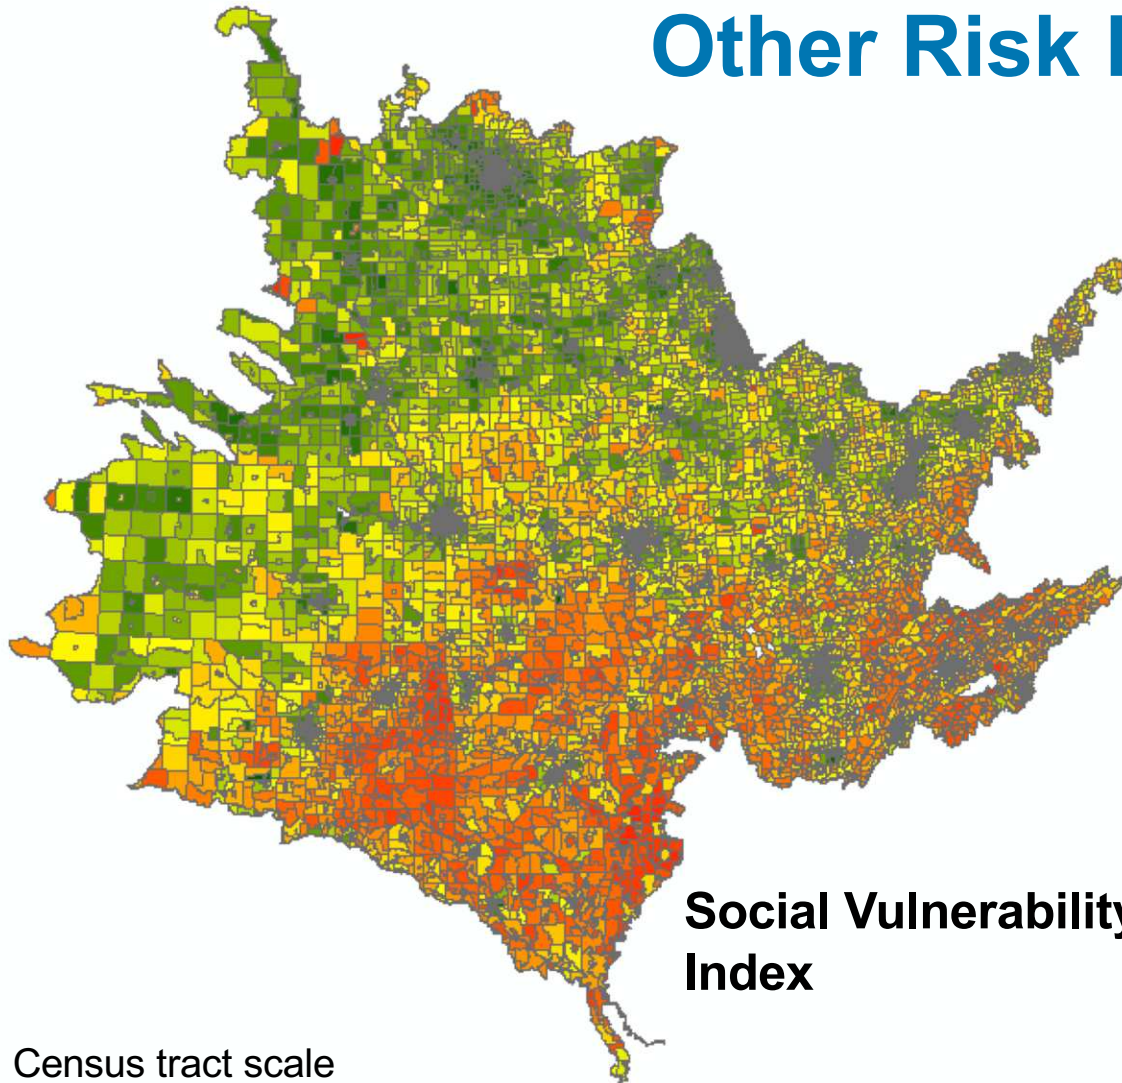 Other Risk
Social Vulnerability
Index
Census tract scale